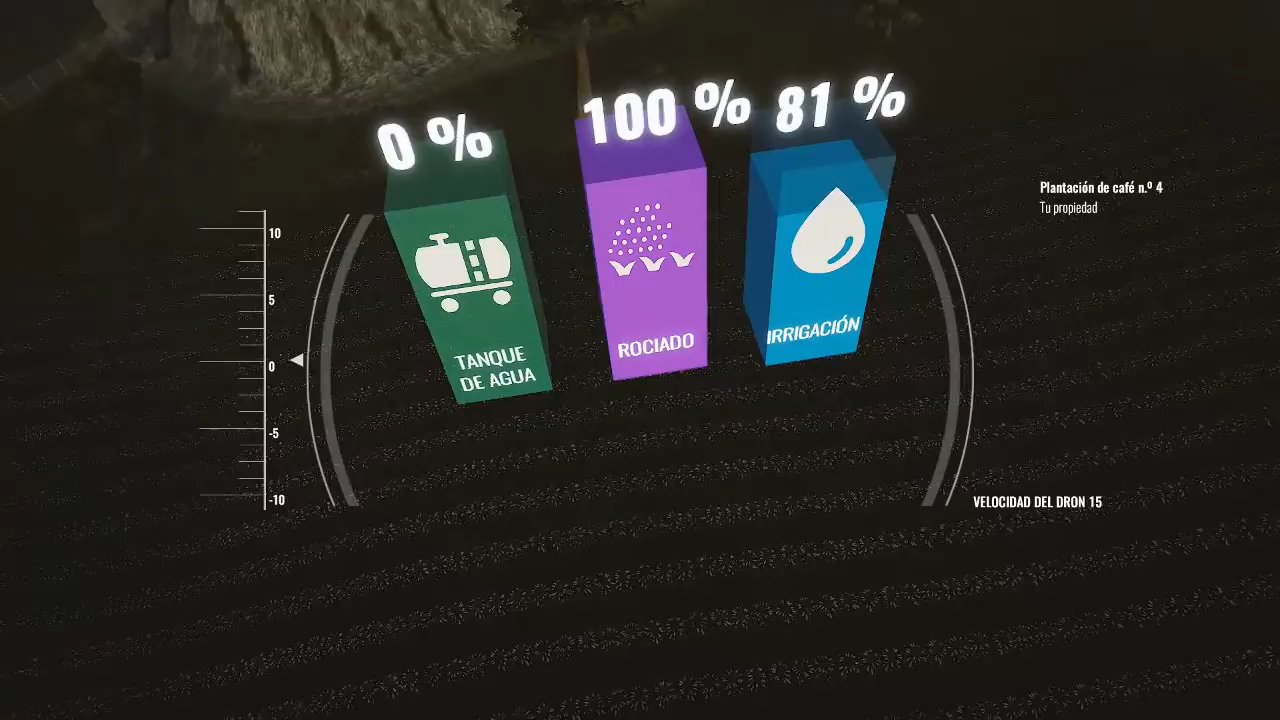 0 %
100 %
81 %
TANQUE
DE AGUA
ROCIADO
IRRIGACIÓN
10
5
0
-5
-10
Plantación de café n.º 4
Tu propiedad
VELOCIDAD DEL DRON 15